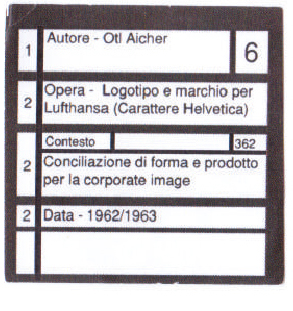 1 Autore - Otl Aicher 6
2 Opera - Logotipo e marchio per
Lufthansa (Carattere Helvetica)
Contesto 362
2 Conciliazione di forma e prodotto
per la corporate image
2 Data - 1962/1963